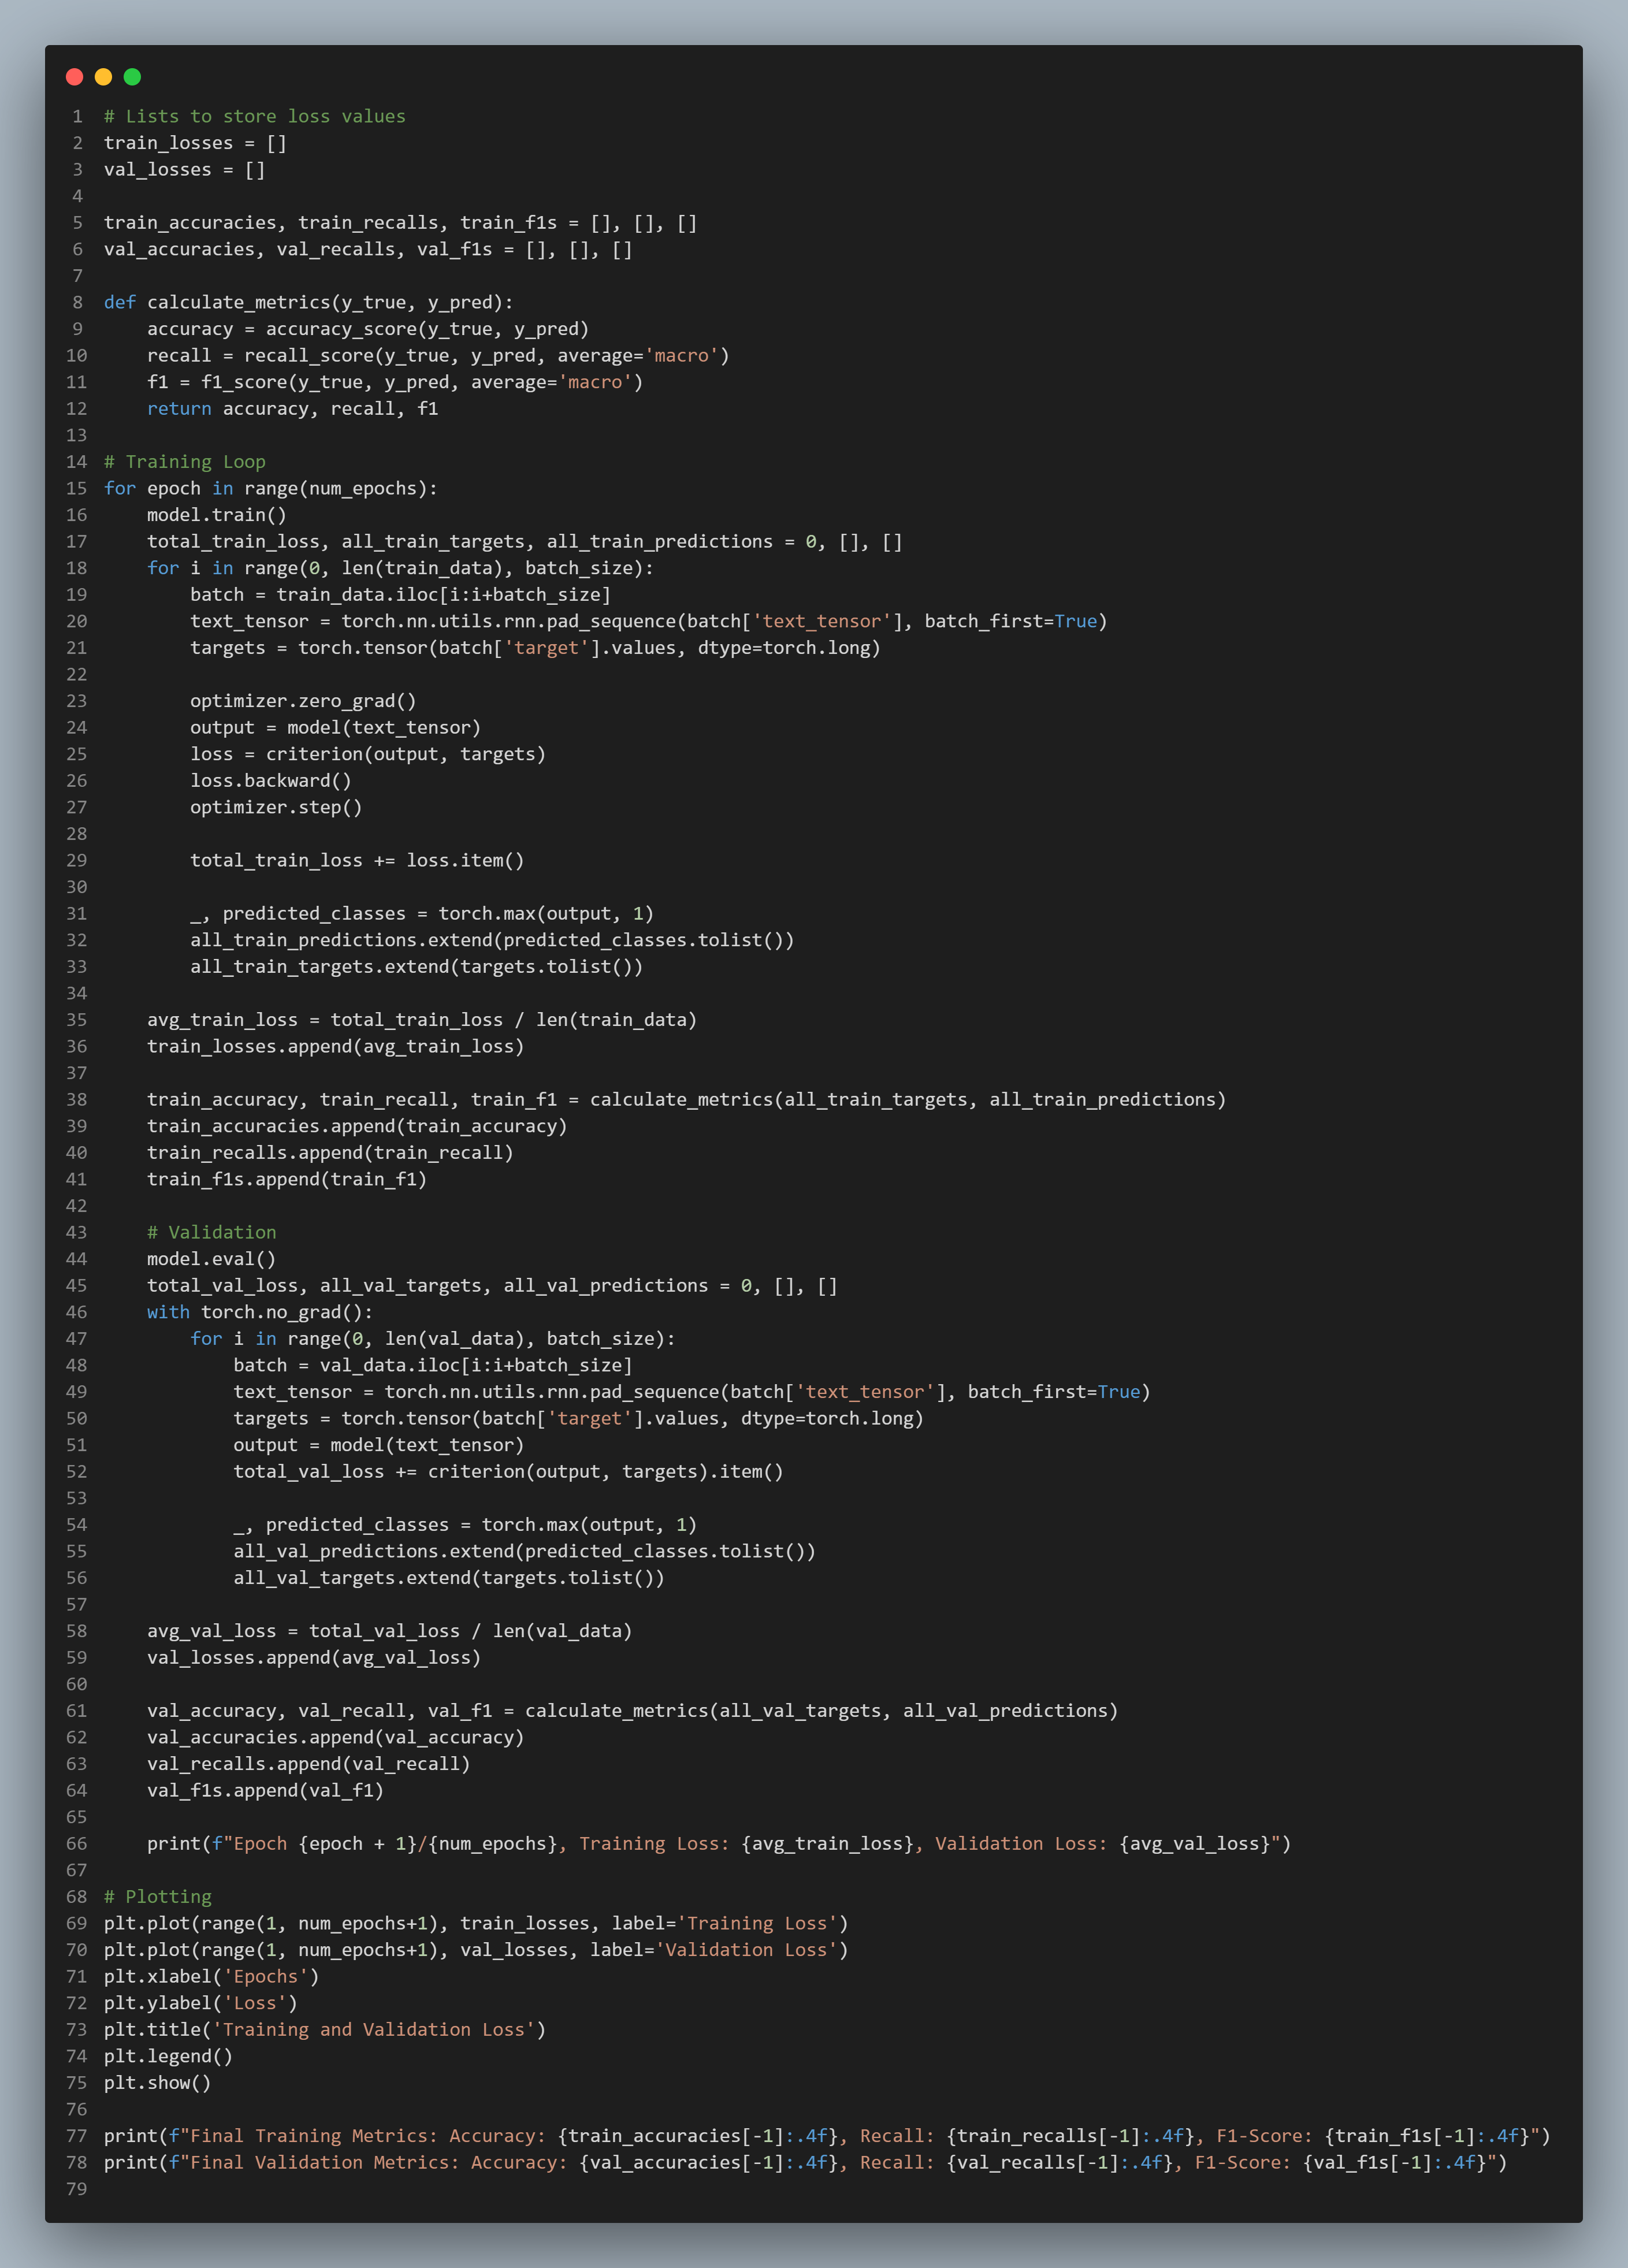 1 # Lists to store loss values
2 train_losses = []
3 val_losses = []
4
5 train_accuracies, train_recalls, train_f1s = [], [], []
6 val_accuracies, val_recalls, val_f1s = [], [], []
7
8 def calculate_metrics(y_true, y_pred):
9     accuracy = accuracy_score(y_true, y_pred)
10     recall = recall_score(y_true, y_pred, average='macro')
11     f1 = f1_score(y_true, y_pred, average='macro')
12     return accuracy, recall, f1
13
14 # Training Loop
15 for epoch in range(num_epochs):
16     model.train()
17     total_train_loss, all_train_targets, all_train_predictions = 0, [], []
18     for i in range(0, len(train_data), batch_size):
19         batch = train_data.iloc[i:i+batch_size]
20         text_tensor = torch.nn.utils.rnn.pad_sequence(batch['text_tensor'], batch_first=True)
21         targets = torch.tensor(batch['target'].values, dtype=torch.long)
22
23         optimizer.zero_grad()
24         output = model(text_tensor)
25         loss = criterion(output, targets)
26         loss.backward()
27         optimizer.step()
28
29         total_train_loss += loss.item()
30
31         _, predicted_classes = torch.max(output, 1)
32         all_train_predictions.extend(predicted_classes.tolist())
33         all_train_targets.extend(targets.tolist())
34
35     avg_train_loss = total_train_loss / len(train_data)
36     train_losses.append(avg_train_loss)
37
38     train_accuracy, train_recall, train_f1 = calculate_metrics(all_train_targets, all_train_predictions)
39     train_accuracies.append(train_accuracy)
40     train_recalls.append(train_recall)
41     train_f1s.append(train_f1)
42
43     # Validation
44     model.eval()
45     total_val_loss, all_val_targets, all_val_predictions = 0, [], []
46     with torch.no_grad():
47         for i in range(0, len(val_data), batch_size):
48             batch = val_data.iloc[i:i+batch_size]
49             text_tensor = torch.nn.utils.rnn.pad_sequence(batch['text_tensor'], batch_first=True)
50             targets = torch.tensor(batch['target'].values, dtype=torch.long)
51             output = model(text_tensor)
52             total_val_loss += criterion(output, targets).item()
53
54             _, predicted_classes = torch.max(output, 1)
55             all_val_predictions.extend(predicted_classes.tolist())
56             all_val_targets.extend(targets.tolist())
57
58     avg_val_loss = total_val_loss / len(val_data)
59     val_losses.append(avg_val_loss)
60
61     val_accuracy, val_recall, val_f1 = calculate_metrics(all_val_targets, all_val_predictions)
62     val_accuracies.append(val_accuracy)
63     val_recalls.append(val_recall)
64     val_f1s.append(val_f1)
65
66     print(f"Epoch {epoch + 1}/{num_epochs}, Training Loss: {avg_train_loss}, Validation Loss: {avg_val_loss}")
67
68 # Plotting
69 plt.plot(range(1, num_epochs+1), train_losses, label='Training Loss')
70 plt.plot(range(1, num_epochs+1), val_losses, label='Validation Loss')
71 plt.xlabel('Epochs')
72 plt.ylabel('Loss')
73 plt.title('Training and Validation Loss')
74 plt.legend()
75 plt.show()
76
77 print(f"Final Training Metrics: Accuracy: {train_accuracies[-1]:.4f}, Recall: {train_recalls[-1]:.4f}, F1-Score: {train_f1s[-1]:.4f}")
78 print(f"Final Validation Metrics: Accuracy: {val_accuracies[-1]:.4f}, Recall: {val_recalls[-1]:.4f}, F1-Score: {val_f1s[-1]:.4f}")
79